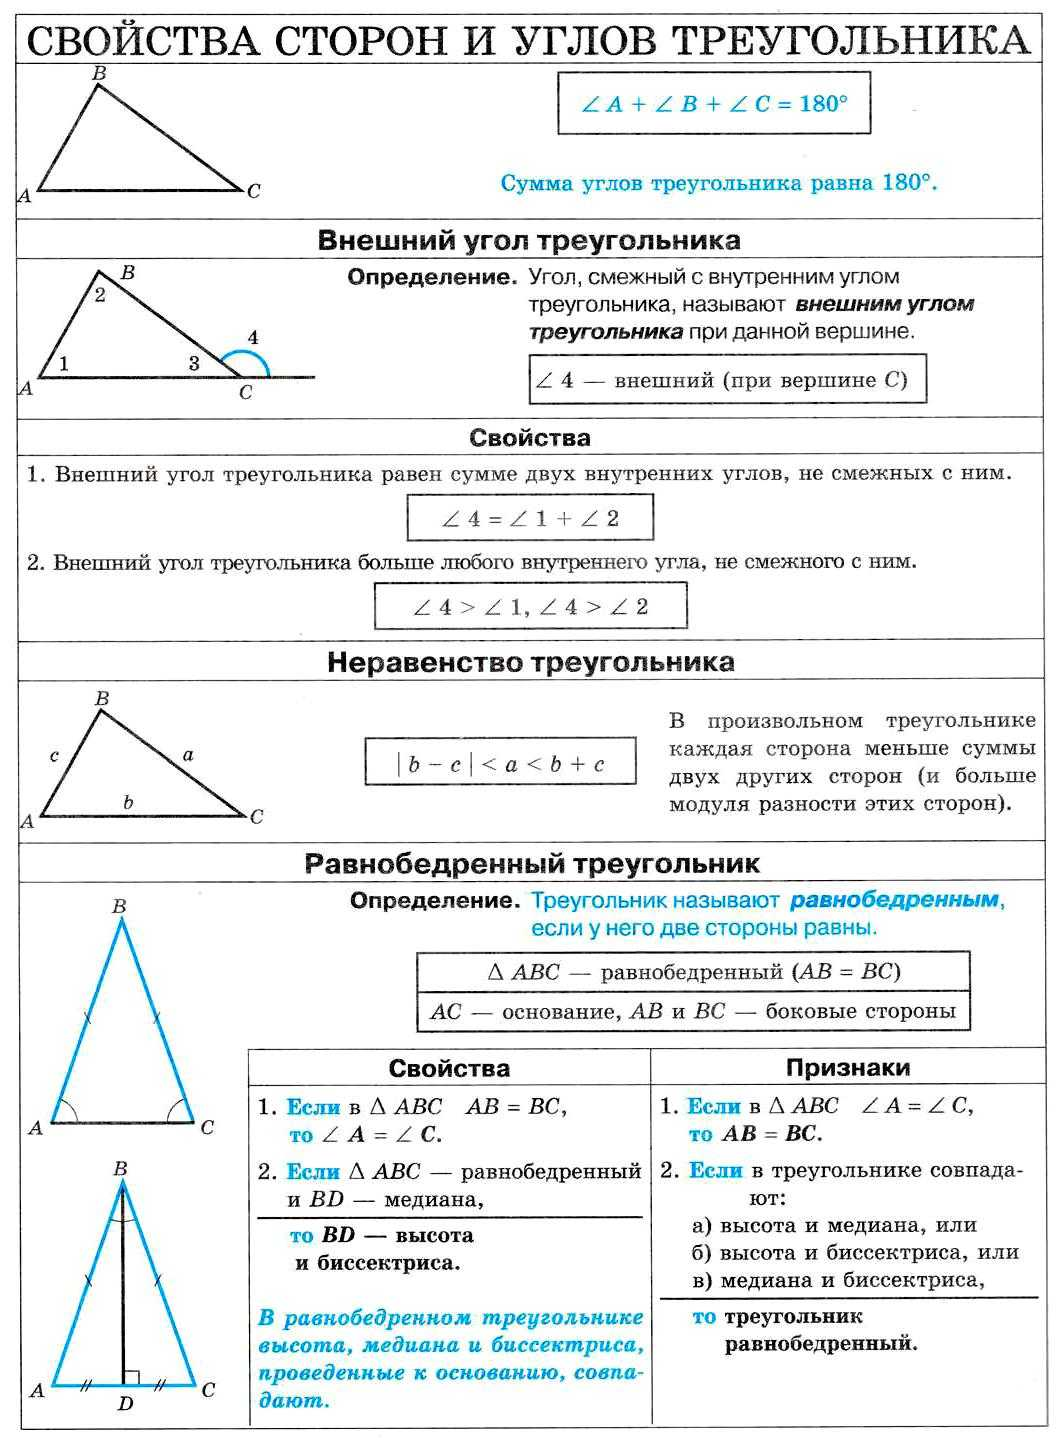 СВОЙСТВА СТОРОН И УГЛОВ ТРЕУГОЛЬНИКА
B
A
C
∠ A + ∠ B + ∠ C = 180°
Сумма углов треугольника равна 180°.
Внешний угол треугольника
B
2
4
1
3
A
C
Определение. Угол, смежный с внутренним углом
треугольника, называют внешним углом
треугольника при данной вершине.
∠ 4 — внешний (при вершине C)
Свойства
1. Внешний угол треугольника равен сумме двух внутренних углов, не смежных с ним.
∠ 4 = ∠ 1 + ∠ 2
2. Внешний угол треугольника больше любого внутреннего угла, не смежного с ним.
∠ 4 > ∠ 1, ∠ 4 > ∠ 2
Неравенство треугольника
B
c
a
b
A
C
| b − c | < a < b + c
В произвольном треугольнике
каждая сторона меньше суммы
двух других сторон (и больше
модуля разности этих сторон).
Равнобедренный треугольник
B
A
C
Определение. Треугольник называют равнобедренным,
если у него две стороны равны.
Δ ABC — равнобедренный (AB = BC)
AC — основание, AB и BC — боковые стороны
B
A
D
C
Свойства
1. Если в Δ ABC AB = BC,
то ∠ A = ∠ C.
2. Если Δ ABC — равнобедренный
и BD — медиана,
то BD — высота
и биссектриса.
В равнобедренном треугольнике
высота, медиана и биссектриса,
проведенные к основанию, совпа-
дают.
Признаки
1. Если в Δ ABC ∠ A = ∠ C,
то AB = BC.
2. Если в треугольнике совпада-
ют:
а) высота и медиана, или
б) высота и биссектриса, или
в) медиана и биссектриса,
то треугольник
равнобедренный.